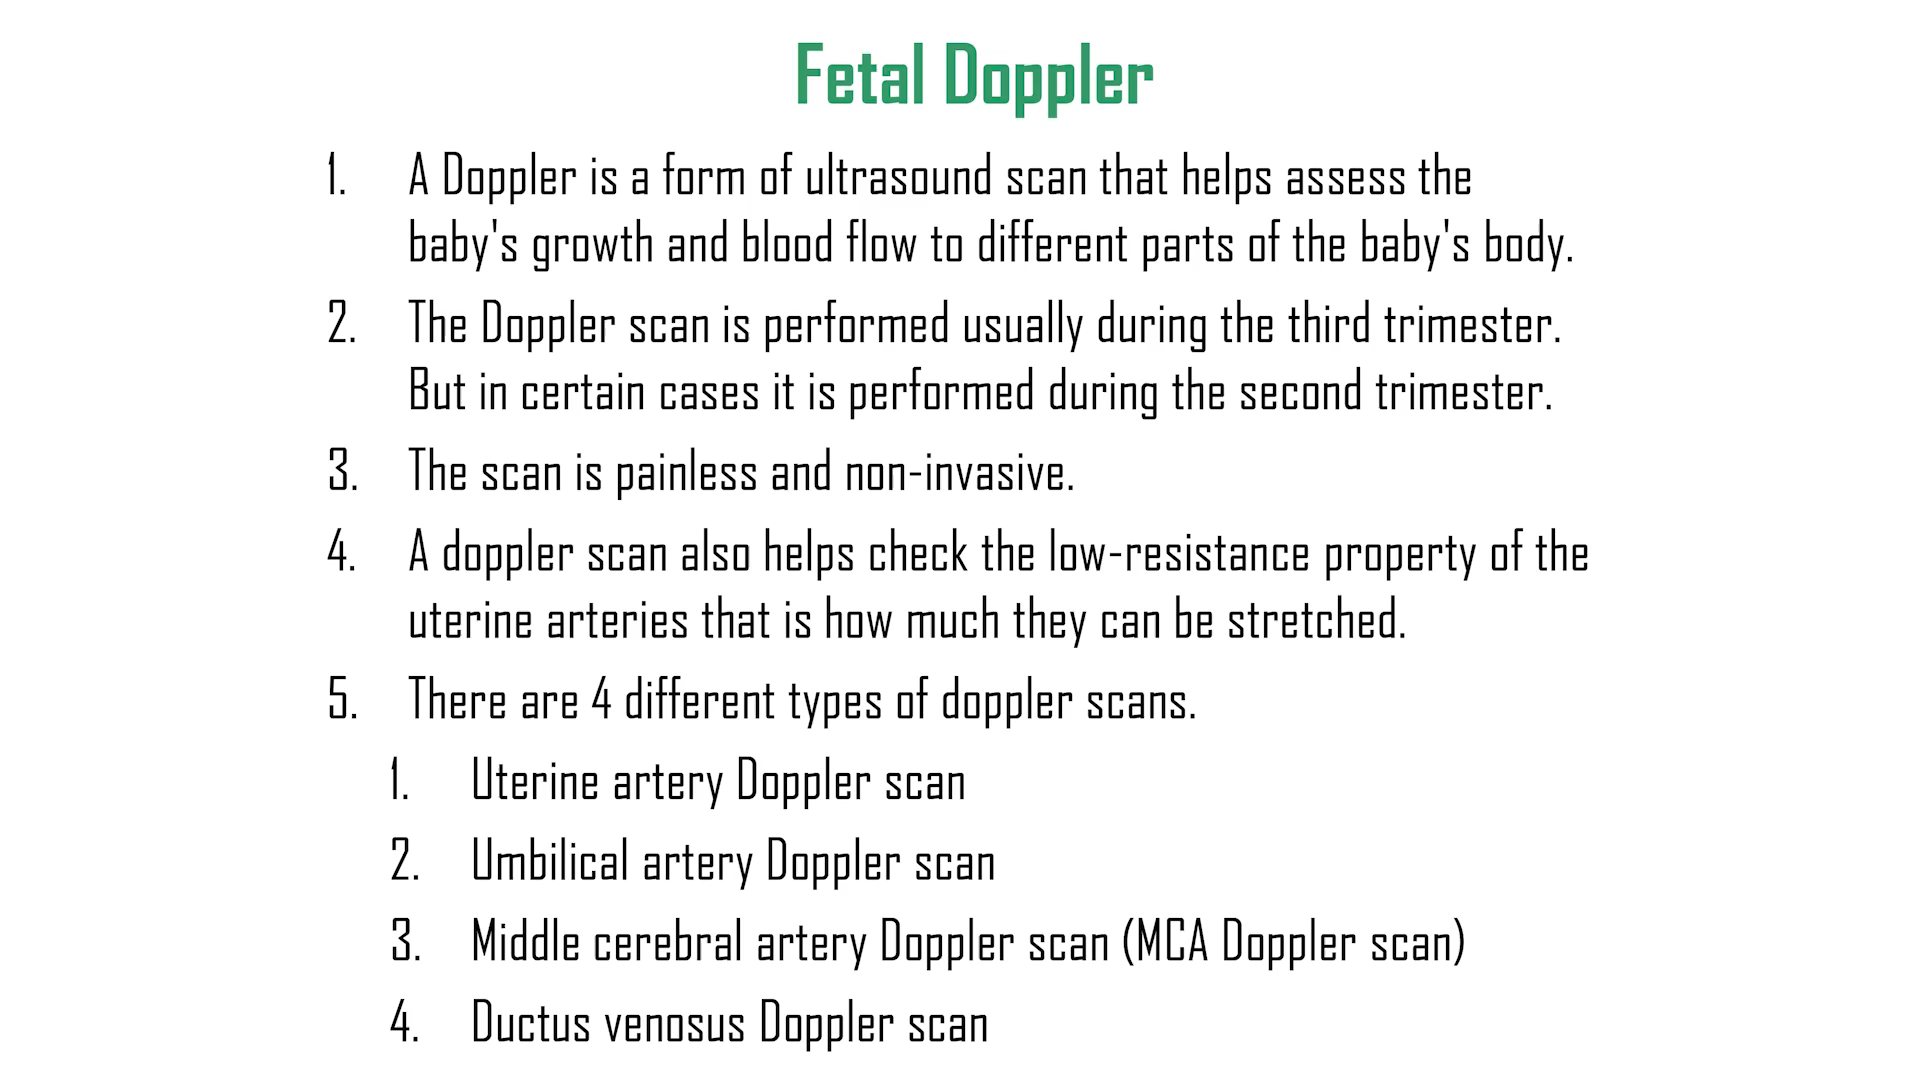 Fetal Doppler
1. A Doppler is a form of ultrasound scan that helps assess the
baby's growth and blood flow to different parts of the baby's body.
2. The Doppler scan is performed usually during the third trimester.
But in certain cases it is performed during the second trimester.
3. The scan is painless and non-invasive.
4. A doppler scan also helps check the low-resistance property of the
uterine arteries that is how much they can be stretched.
5. There are 4 different types of doppler scans.
1. Uterine artery Doppler scan
2. Umbilical artery Doppler scan
3. Middle cerebral artery Doppler scan (MCA Doppler scan)
4. Ductus venosus Doppler scan